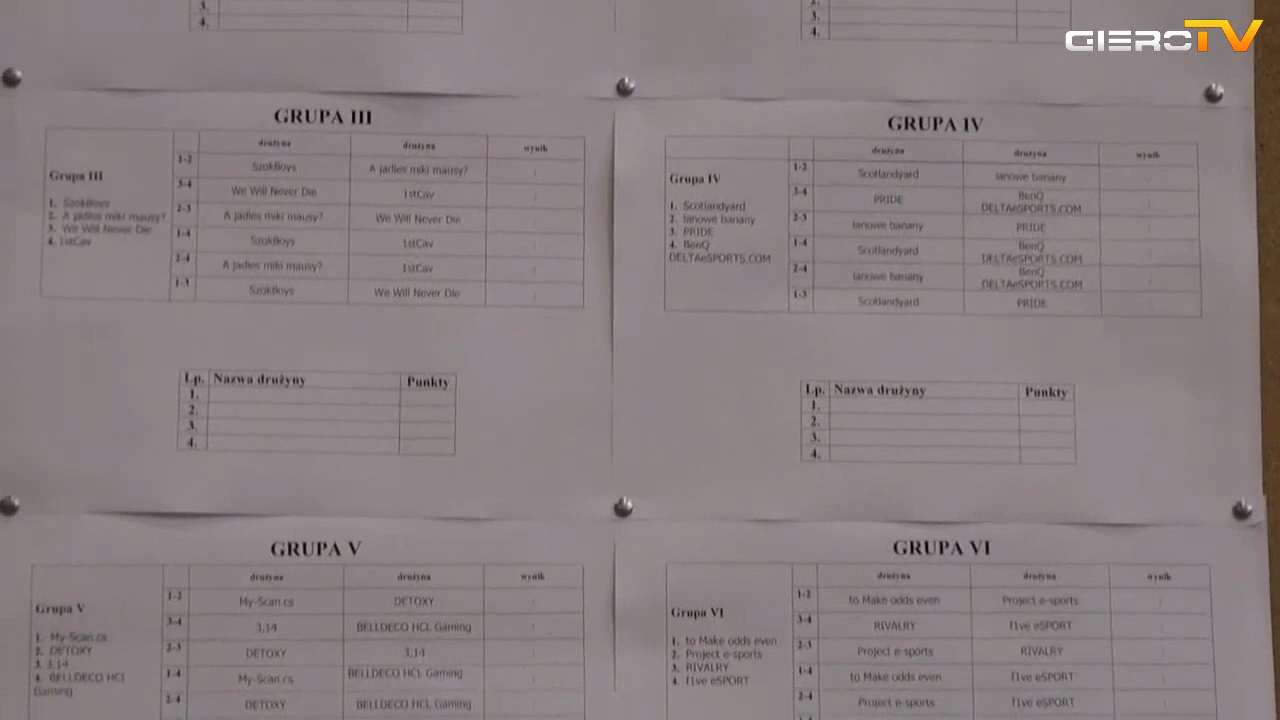 3.
4.
3.
4.
GIEROTV
GRUPA III
drużyna drużyna wynik
Grupa III
1. SzokBoys
2. A jadłeś miki mausy?
3. We Will Never Die
4. 1stCav
1-2 SzokBoys A jadłeś miki mausy?
3-4 We Will Never Die 1stCav
2-3 A jadłeś miki mausy? We Will Never Die
1-4 SzokBoys 1stCav
2-4 A jadłeś miki mausy? 1stCav
1-3 SzokBoys We Will Never Die
Lp. Nazwa drużyny Punkty
1.
2.
3.
4.
GRUPA IV
drużyna drużyna wynik
Grupa IV
1. Scotlandyard
2. lanowe banany
3. PRIDE
4. BenQ
DELTAeSPORTS.COM
1-2 Scotlandyard lanowe banany
3-4 PRIDE BenQ
DELTAeSPORTS.COM
2-3 lanowe banany PRIDE
1-4 Scotlandyard BenQ
DELTAeSPORTS.COM
2-4 lanowe banany BenQ
DELTAeSPORTS.COM
1-3 Scotlandyard PRIDE
Lp. Nazwa drużyny Punkty
1.
2.
3.
4.
GRUPA V
drużyna drużyna wynik
Grupa V
1. My-Scan.cs
2. DETOXY
3. 3,14
4. BELLDECO HCL
Gaming
1-2 My-Scan.cs DETOXY
3-4 3,14 BELLDECO HCL Gaming
2-3 DETOXY 3,14
1-4 My-Scan.cs BELLDECO HCL Gaming
2-4 DETOXY BELLDECO HCL Gaming
GRUPA VI
drużyna drużyna wynik
Grupa VI
1. to Make odds even
2. Project e-sports
3. RIVALRY
4. f1ve eSPORT
1-2 to Make odds even Project e-sports
3-4 RIVALRY f1ve eSPORT
2-3 Project e-sports RIVALRY
1-4 to Make odds even f1ve eSPORT
2-4 Project e-sports f1ve eSPORT